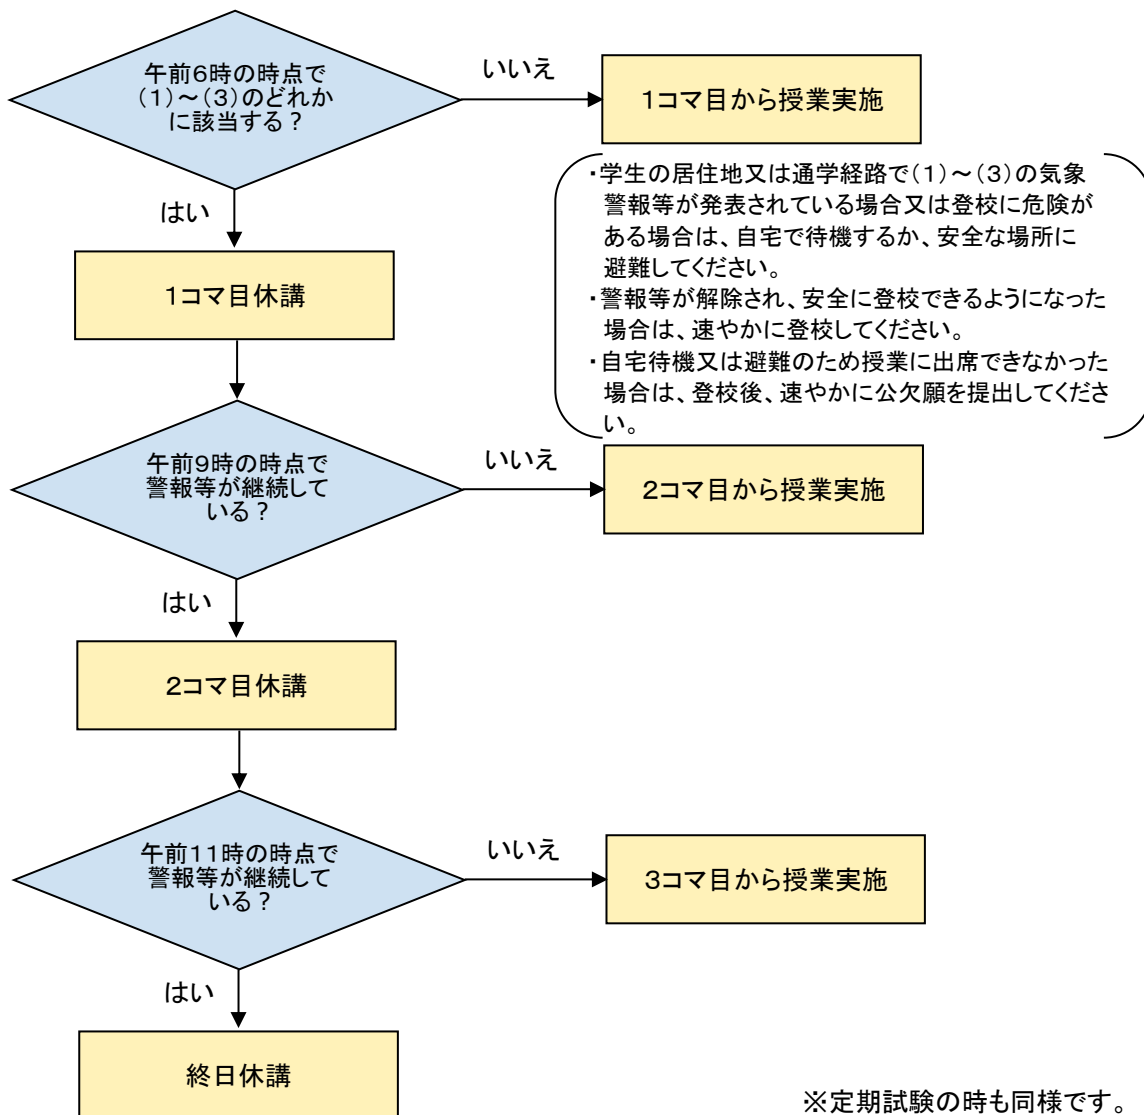 午前6時の時点で
(1)～(3)のどれか
に該当する？
いいえ
1コマ目から授業実施
はい
・学生の居住地又は通学経路で(1)～(3)の気象
警報等が発表されている場合又は登校に危険が
ある場合は、自宅で待機するか、安全な場所に
避難してください。
・警報等が解除され、安全に登校できるようになった
場合は、速やかに登校してください。
・自宅待機又は避難のため授業に出席できなかった
場合は、登校後、速やかに公欠願を提出してくださ
い。
1コマ目休講
午前9時の時点で
警報等が継続して
いる？
いいえ
2コマ目から授業実施
はい
2コマ目休講
午前11時の時点で
警報等が継続して
いる？
いいえ
3コマ目から授業実施
はい
終日休講
※定期試験の時も同様です。